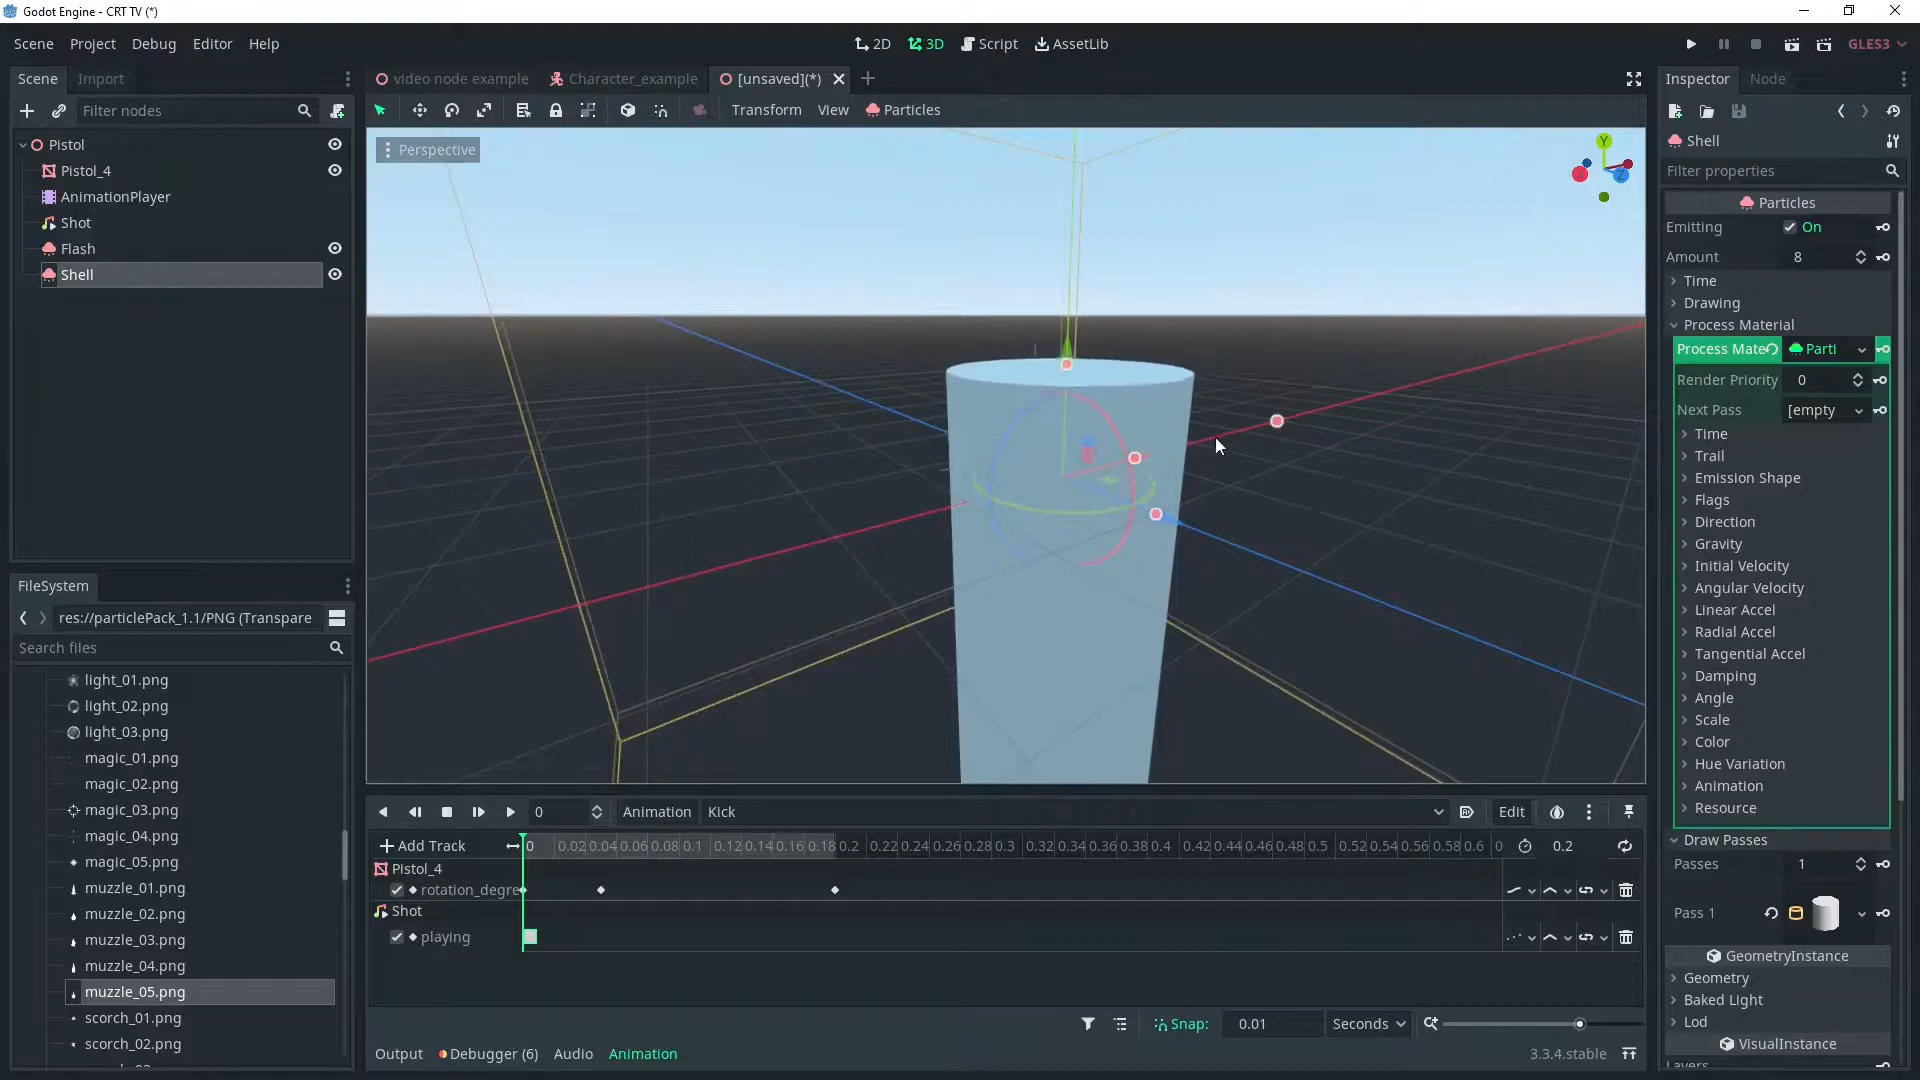 Godot Engine - CRT TV (*)
Scene Project Debug Editor Help
2D 3D Script AssetLib
GLES3
Scene Import
Filter nodes
Pistol
Pistol_4
AnimationPlayer
Shot
Flash
Shell
FileSystem
res://particlePack_1.1/PNG (Transpare
Search files
light_01.png
light_02.png
light_03.png
magic_01.png
magic_02.png
magic_03.png
magic_04.png
magic_05.png
muzzle_01.png
muzzle_02.png
muzzle_03.png
muzzle_04.png
muzzle_05.png
scorch_01.png
scorch_02.png
video node example Character_example [unsaved](*)
Transform View Particles
Perspective
Y
Z
0 Animation Kick Edit
Add Track 0 0.02 0.04 0.06 0.08 0.1 0.12 0.14 0.16 0.18 0.2 0.22 0.24 0.26 0.28 0.3 0.32 0.34 0.36 0.38 0.4 0.42 0.44 0.46 0.48 0.5 0.52 0.54 0.56 0.58 0.6 0 0.2
Pistol_4
rotation_degre
Shot
playing
Snap: 0.01 Seconds
Output Debugger (6) Audio Animation 3.3.4.stable
Inspector Node
Shell
Filter properties
Particles
Emitting On
Amount 8
Time
Drawing
Process Material
Process Mate Parti
Render Priority 0
Next Pass [empty
Time
Trail
Emission Shape
Flags
Direction
Gravity
Initial Velocity
Angular Velocity
Linear Accel
Radial Accel
Tangential Accel
Damping
Angle
Scale
Color
Hue Variation
Animation
Resource
Draw Passes
Passes 1
Pass 1
GeometryInstance
Geometry
Baked Light
Lod
VisualInstance
Layers